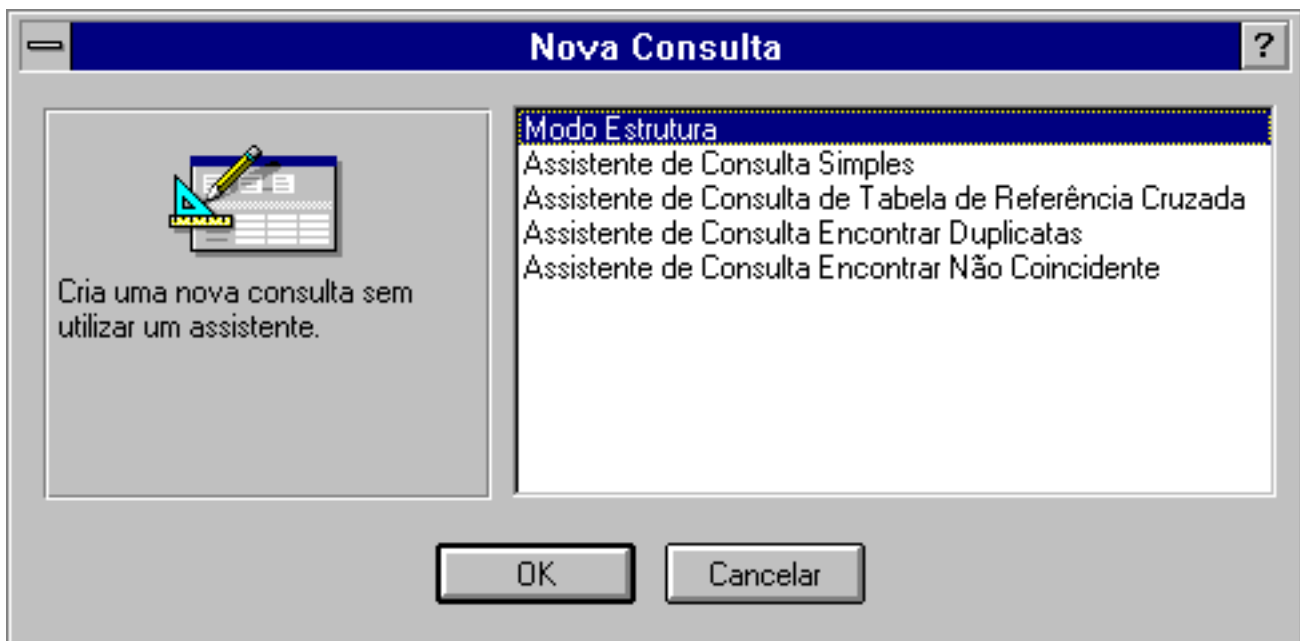 Nova Consulta
?
Cria uma nova consulta sem
utilizar um assistente.
Modo Estrutura
Assistente de Consulta Simples
Assistente de Consulta de Tabela de Referência Cruzada
Assistente de Consulta Encontrar Duplicatas
Assistente de Consulta Encontrar Não Coincidente
OK
Cancelar